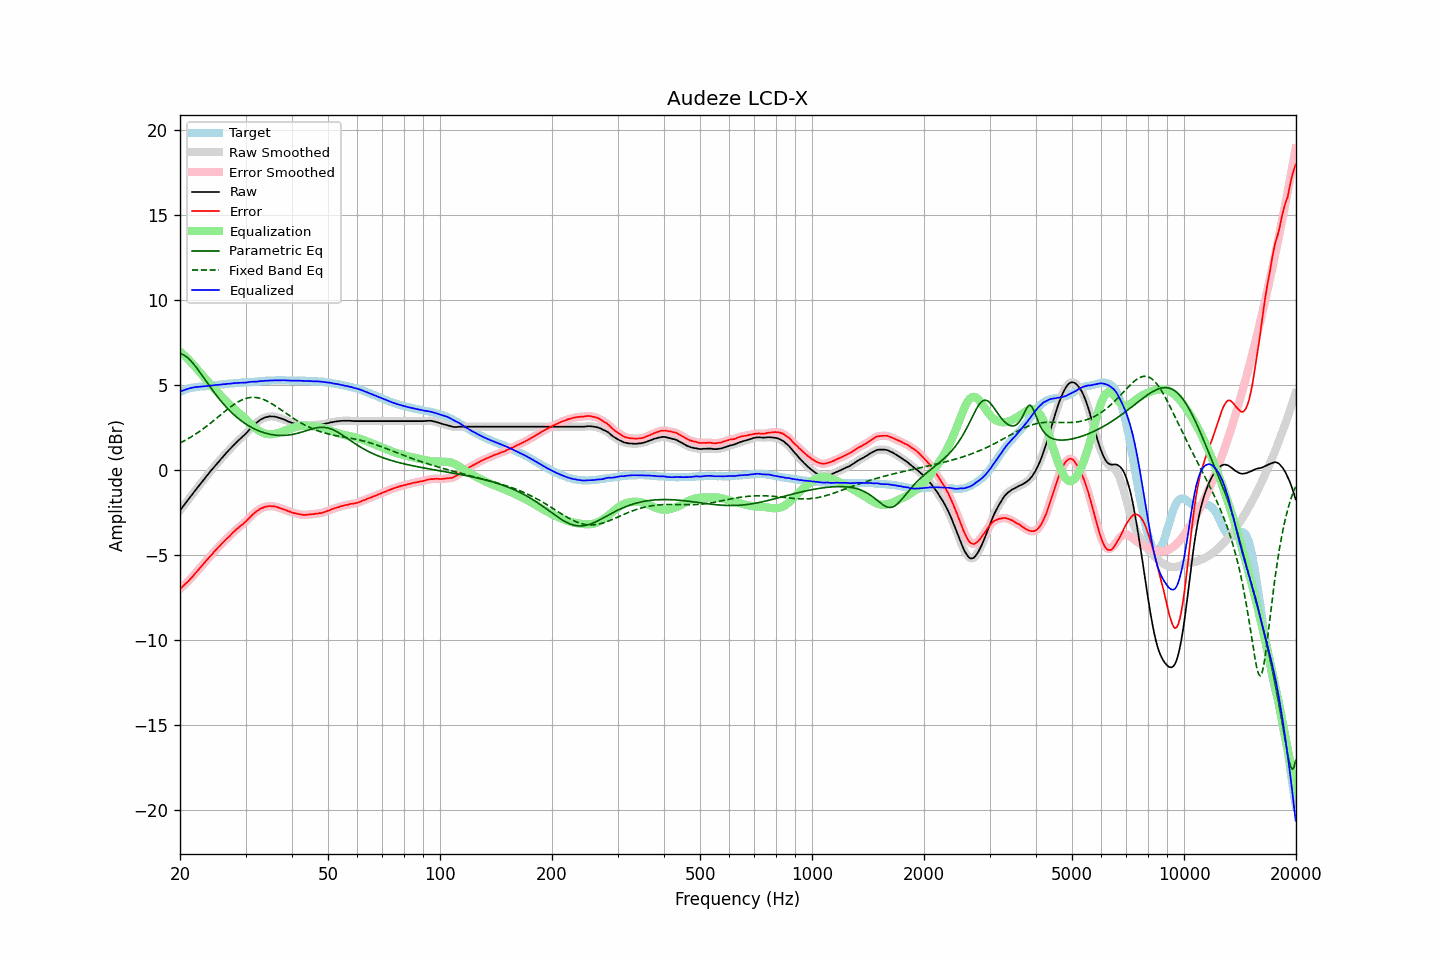 Audeze LCD-X
Target
Raw Smoothed
Error Smoothed
Raw
Error
Equalization
Parametric Eq
Fixed Band Eq
Equalized
20
15
10
5
0
−5
−10
−15
−20
Amplitude (dBr)
20
50
100
200
500
1000
2000
5000
10000
20000
Frequency (Hz)